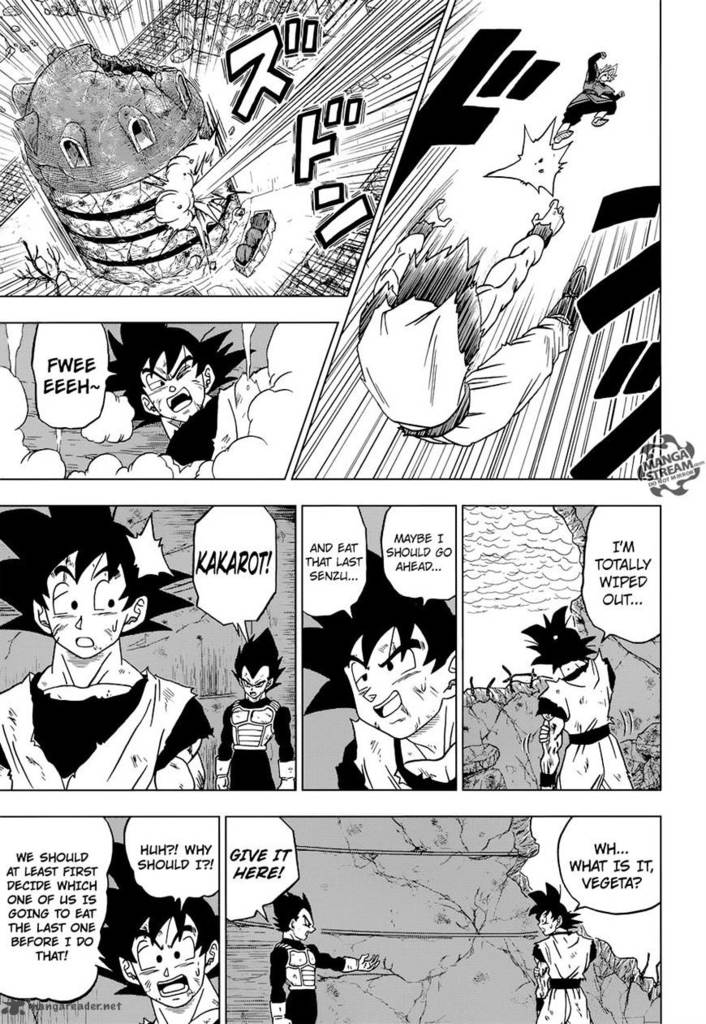 ズドン
FWEE
EEEH~
MANGA
STREAM
DO NOT MIRROR
I'M
TOTALLY
WIPED
OUT...
MAYBE I
SHOULD GO
AHEAD...
AND EAT
THAT LAST
SENZU...
KAKAROT!
WH...
WHAT IS IT,
VEGETA?
GIVE IT
HERE!
HUH?! WHY
SHOULD I?!
WE SHOULD
AT LEAST FIRST
DECIDE WHICH
ONE OF US IS
GOING TO EAT
THE LAST ONE
BEFORE I DO
THAT!
mangareader.net